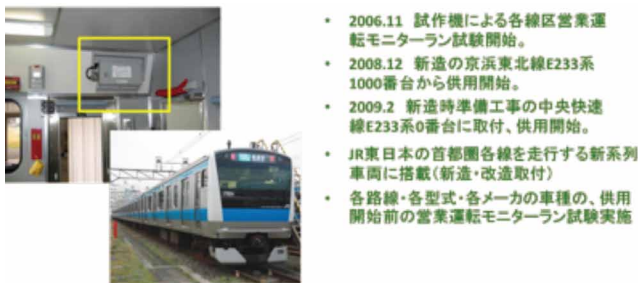 • 2006.11 試作機による各線区営業運
転モニターラン試験開始。
• 2008.12 新造の京浜東北線E233系
1000番台から供用開始。
• 2009.2 新造時準備工事の中央快速
線E233系0番台に取付、供用開始。
• JR東日本の首都圏各線を走行する新系列
車両に搭載(新造・改造取付)
• 各路線・各型式・各メーカの車種の、供用
開始前の営業運転モニターラン試験実施